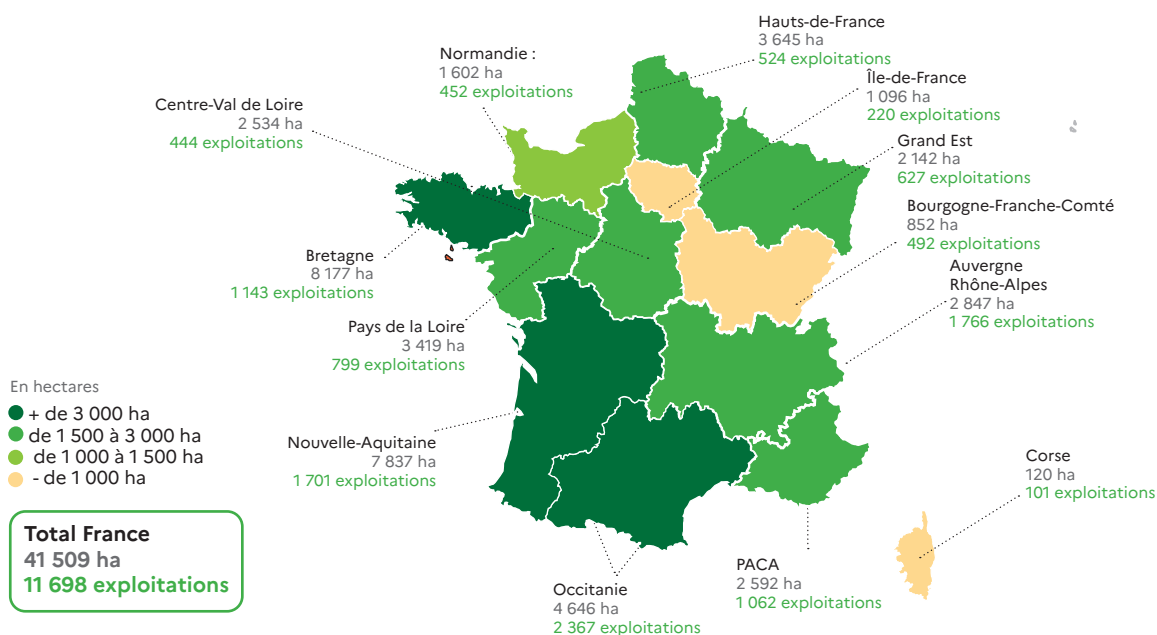 Hauts-de-France
3 645 ha
524 exploitations
Normandie :
1 602 ha
452 exploitations
Île-de-France
1 096 ha
220 exploitations
Centre-Val de Loire
2 534 ha
444 exploitations
Grand Est
2 142 ha
627 exploitations
Bourgogne-Franche-Comté
852 ha
492 exploitations
Bretagne
8 177 ha
1 143 exploitations
Auvergne
Rhône-Alpes
2 847 ha
1 766 exploitations
Pays de la Loire
3 419 ha
799 exploitations
En hectares
+ de 3 000 ha
de 1 500 à 3 000 ha
de 1 000 à 1 500 ha
- de 1 000 ha
Nouvelle-Aquitaine
7 837 ha
1 701 exploitations
Corse
120 ha
101 exploitations
Total France
41 509 ha
11 698 exploitations
PACA
2 592 ha
1 062 exploitations
Occitanie
4 646 ha
2 367 exploitations